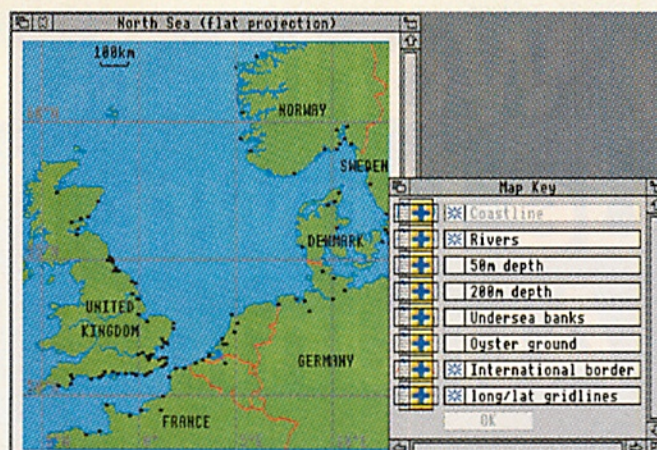 North Sea (flat projection)
100km
NORWAY
SWEDEN
DENMARK
UNITED
KINGDOM
GERMANY
FRANCE
Map Key
Coastline
Rivers
50m depth
200m depth
Undersea banks
Oyster ground
International border
long/lat gridlines
OK